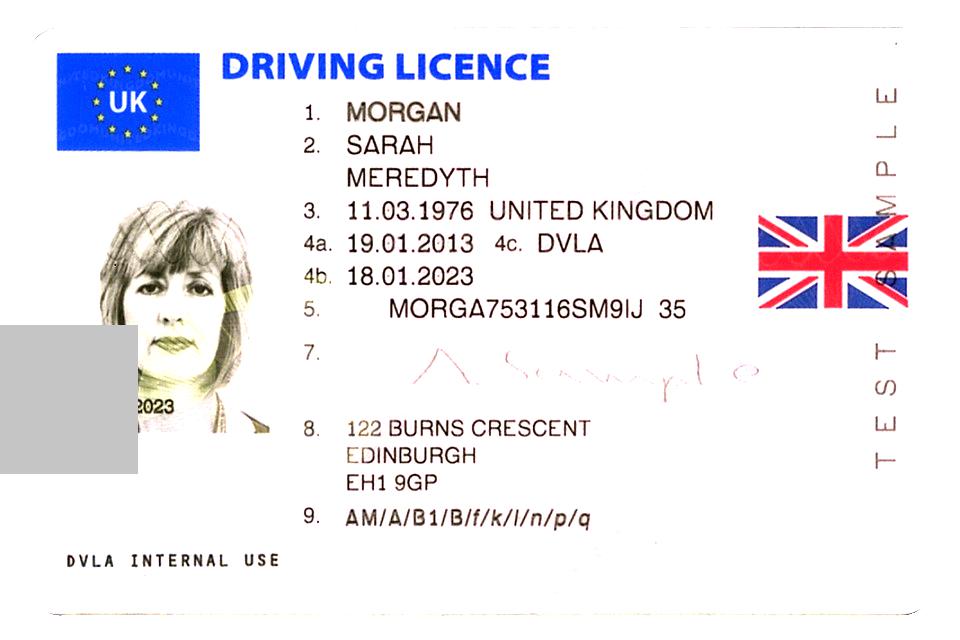 UK
DRIVING LICENCE
1. MORGAN
2. SARAH
MEREDYTH
3. 11.03.1976 UNITED KINGDOM
4a. 19.01.2013 4c. DVLA
4b. 18.01.2023
5. MORGA753116SM9IJ 35
7. A. Sample
2023
8. 122 BURNS CRESCENT
EDINBURGH
EH1 9GP
9. AM/A/B1/B/f/k/l/n/p/q
DVLA INTERNAL USE
TEST SAMPLE